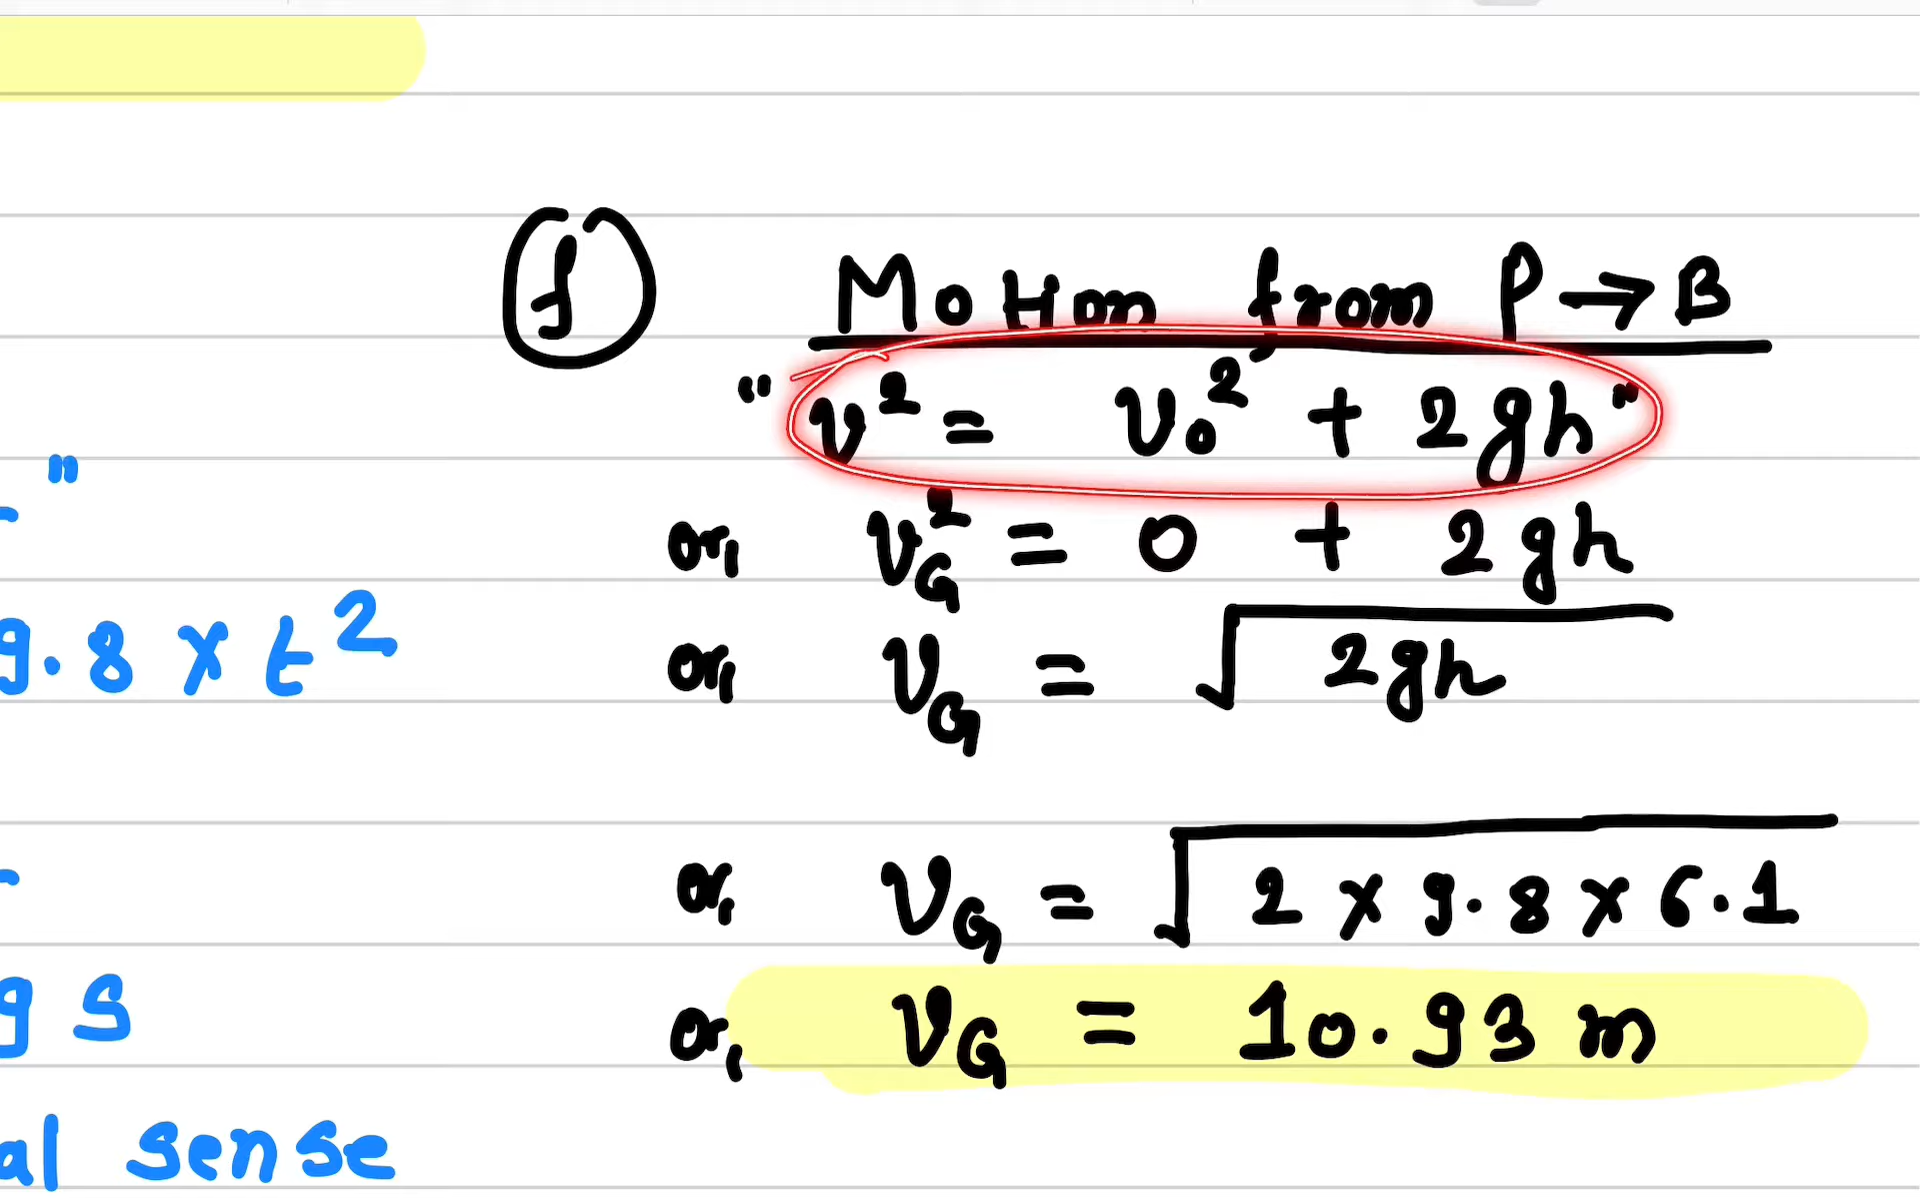 "
9.8 × t²
g s
al sense
(f) Motion from P → B
" v² = v₀² + 2gh "
or, v_G² = 0 + 2gh
or, v_G = √2gh
or, v_G = √2 × 9.8 × 6.1
or, v_G = 10.93 m